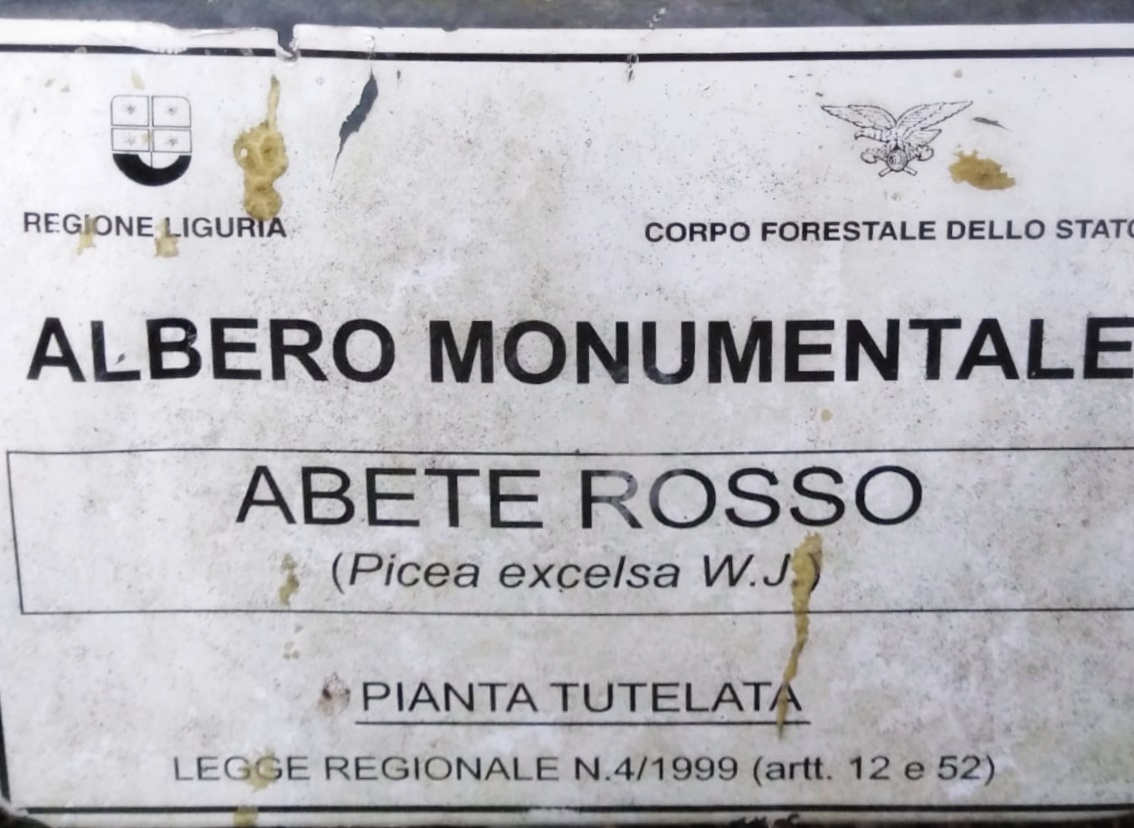 REGIONE LIGURIA
CORPO FORESTALE DELLO STATO
ALBERO MONUMENTALE
ABETE ROSSO
(Picea excelsa W.J.)
PIANTA TUTELATA
LEGGE REGIONALE N.4/1999 (artt. 12 e 52)